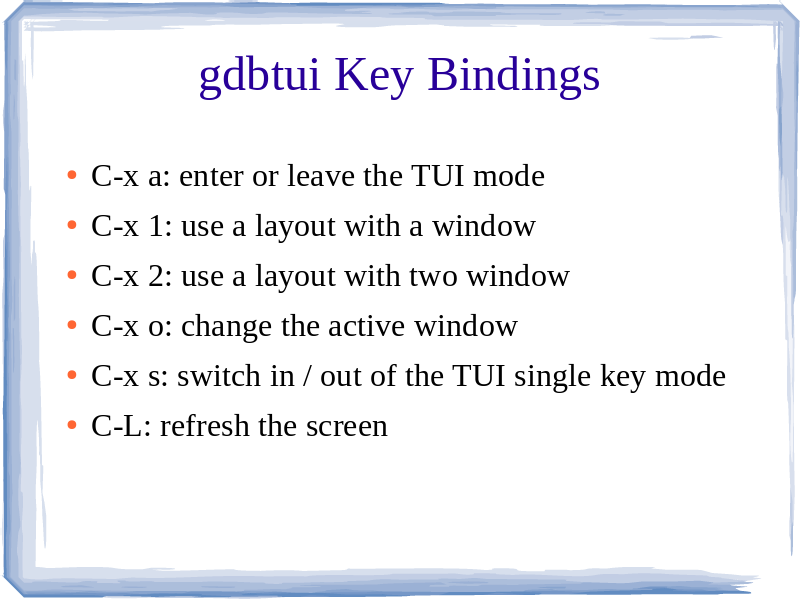 gdbtui Key Bindings
• C-x a: enter or leave the TUI mode
• C-x 1: use a layout with a window
• C-x 2: use a layout with two window
• C-x o: change the active window
• C-x s: switch in / out of the TUI single key mode
• C-L: refresh the screen